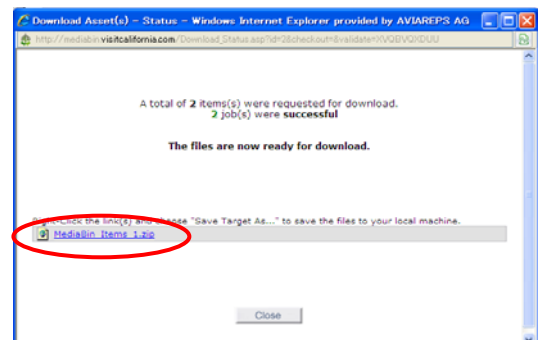 Download Asset(s) - Status - Windows Internet Explorer provided by AVIAREPS AG
http://mediabin.visitcalifornia.com/Download_Status.asp?id=2&checkout=&validate=XVQBVQXDUU
A total of 2 items(s) were requested for download.
2 job(s) were successful
The files are now ready for download.
Right-Click the link(s) and choose "Save Target As..." to save the files to your local machine.
MediaBin_Items_1.zip
Close